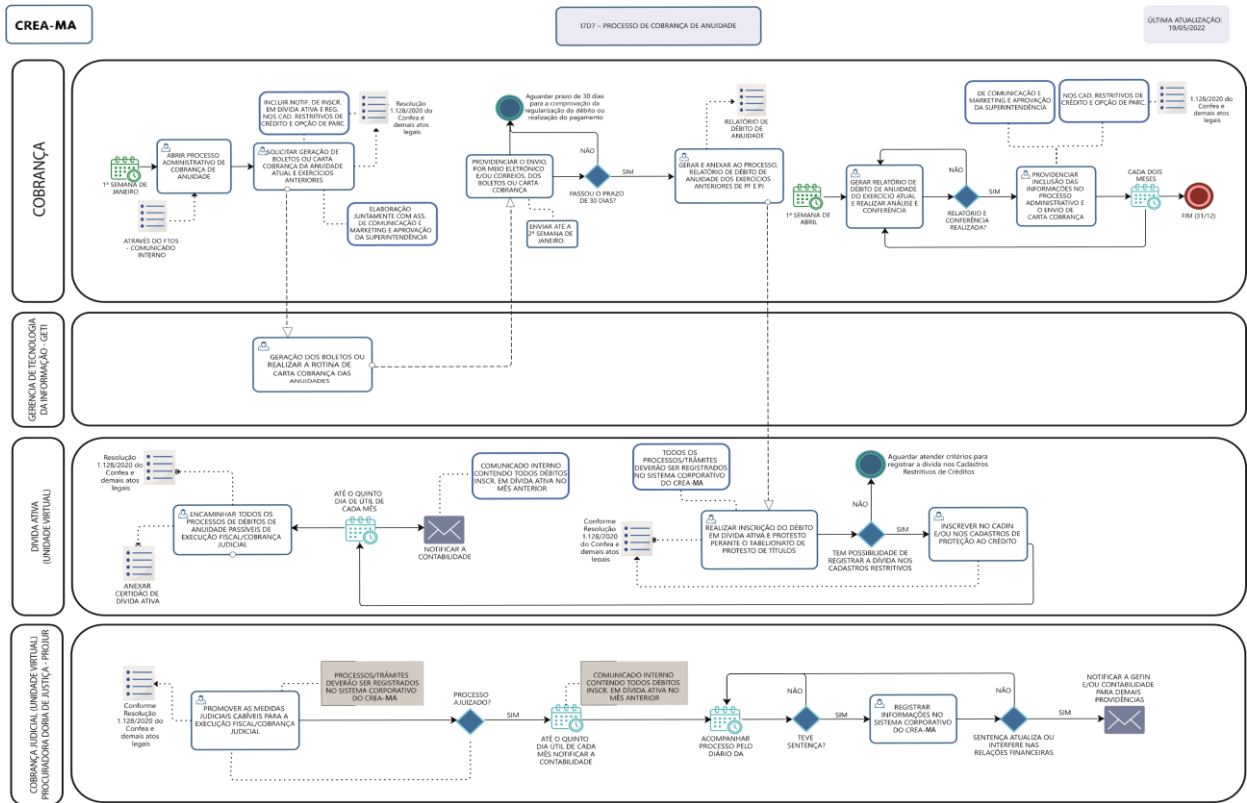 CREA-MA
I7D7 – PROCESSO DE COBRANÇA DE ANUIDADE
ÚLTIMA ATUALIZAÇÃO:
19/05/2022
COBRANÇA
1ª SEMANA DE
JANEIRO
ABRIR PROCESSO
ADMINISTRATIVO DE
COBRANÇA DE
ANUIDADE
ATRAVÉS DO F1D5
- COMUNICADO
INTERNO
INCLUIR NOTIF. DE INSCR.
EM DÍVIDA ATIVA E REG.
NOS CAD. RESTRITIVOS DE
CRÉDITO E OPÇÃO DE PARC.
Resolução
1.128/2020 do
Confea e
demais atos
legais
SOLICITAR GERAÇÃO DE
BOLETOS OU CARTA
COBRANÇA DA ANUIDADE
ATUAL E EXERCÍCIOS
ANTERIORES
ELABORAÇÃO
JUNTAMENTE COM ASS.
DE COMUNICAÇÃO E
MARKETING E APROVAÇÃO
DA SUPERINTENDÊNCIA
Aguardar prazo de 30 dias
para a comprovação da
regularização de débito ou
realização do pagamento
PROVIDENCIAR O ENVIO,
POR MEIO ELETRÔNICO
E/OU CORREIOS, DOS
BOLETOS OU CARTA
COBRANÇA
ENVIAR ATÉ A
2ª SEMANA DE
JANEIRO.
NÃO
SIM
PASSOU O PRAZO
DE 30 DIAS?
RELATÓRIO DE
DÉBITO DE
ANUIDADE
GERAR E ANEXAR AO PROCESSO,
RELATÓRIO DE DÉBITO DE
ANUIDADE DOS EXERCÍCIOS
ANTERIORES DE PF E PJ
1ª SEMANA DE
ABRIL
GERAR RELATÓRIO DE
DÉBITO DE ANUIDADE
DO EXERCÍCIO ATUAL
E REALIZAR ANÁLISE E
CONFERÊNCIA
NÃO
SIM
RELATÓRIO E
CONFERÊNCIA
REALIZADA?
DE COMUNICAÇÃO E
MARKETING E APROVAÇÃO
DA SUPERINTENDÊNCIA
NOS CAD. RESTRITIVOS DE
CRÉDITO E OPÇÃO DE PARC.
1.128/2020 do
Confea e
demais atos
legais
PROVIDENCIAR
INCLUSÃO DAS
INFORMAÇÕES NO
PROCESSO
ADMINISTRATIVO E
O ENVIO DE
CARTA COBRANÇA
CADA DOIS
MESES
FIM (31/12)
GERENCIA DE TECNOLOGIA
DA INFORMAÇÃO - GETI
GERAÇÃO DOS BOLETOS OU
REALIZAR A ROTINA DE
CARTA COBRANÇA DAS
ANUIDADES
DIVIDA ATIVA
(UNIDADE VIRTUAL)
Resolução
1.128/2020 do
Confea e
demais atos
legais
ENCAMINHAR TODOS OS
PROCESSOS DE DEBITOS DE
ANUIDADE PASSÍVEIS DE
EXECUÇÃO FISCAL/COBRANÇA
JUDICIAL
ANEXAR
CERTIDÃO DE
DÍVIDA ATIVA
ATÉ O QUINTO
DIA DE ÚTIL DE
CADA MÊS
COMUNICADO INTERNO
CONTENDO TODOS DÉBITOS
INSCR. EM DÍVIDA ATIVA NO
MÊS ANTERIOR
NOTIFICAR A
CONTABILIDADE
TODOS OS
PROCESSOS/TRÂMITES
DEVERÃO SER REGISTRADOS
NO SISTEMA CORPORATIVO
DO CREA-MA
Conforme
Resolução
1.128/2020
do Confea e
demais atos
legais
REALIZAR INSCRIÇÃO DO DÉBITO
EM DÍVIDA ATIVA E PROTESTO
PERANTE O TABELIONATO DE
PROTESTO DE TÍTULOS
Aguardar atender critérios para
registrar a dívida nos Cadastros
Restritivos de Créditos
NÃO
SIM
TEM POSSIBILIDADE DE
REGISTRAR A DÍVIDA NOS
CADASTROS RESTRITIVOS
INSCREVER NO CADIN
E/OU NOS CADASTROS DE
PROTEÇÃO AO CRÉDITO
COBRANÇA JUDICIAL (UNIDADE VIRTUAL)
PROCURADORA DORIA DE JUSTIÇA - PROJUR
Conforme
Resolução
1.128/2020 do
Confea e
demais atos
legais
PROMOVER AS MEDIDAS
JUDICIAIS CABÍVEIS PARA A
EXECUÇÃO FISCAL/COBRANÇA
JUDICIAL
PROCESSOS/TRÂMITES
DEVERÃO SER REGISTRADOS
NO SISTEMA CORPORATIVO
DO CREA-MA
PROCESSO
AJUIZADO?
SIM
ATÉ O QUINTO
DIA ÚTIL DE CADA
MÊS NOTIFICAR A
CONTABILIDADE
COMUNICADO INTERNO
CONTENDO TODOS DÉBITOS
INSCR. EM DÍVIDA ATIVA NO
MÊS ANTERIOR
ACOMPANHAR
PROCESSO PELO
DIÁRIO DA
NÃO
SIM
TEVE
SENTENÇA?
REGISTRAR
INFORMAÇÕES NO
SISTEMA CORPORATIVO
DO CREA-MA
NÃO
SIM
SENTENÇA ATUALIZA OU
INTERFERE NAS
RELAÇÕES FINANCEIRAS
NOTIFICAR A GEFIN
E/OU CONTABILIDADE
PARA DEMAIS
PROVIDÊNCIAS